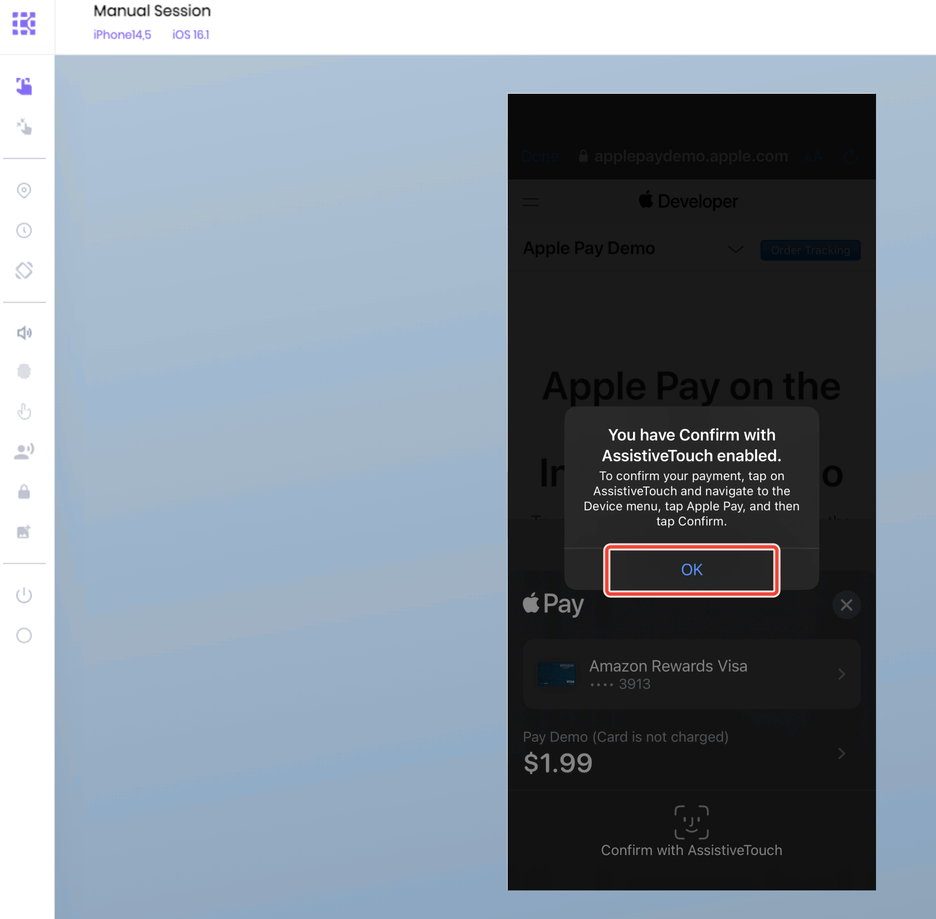 Manual Session
iPhone14,5 iOS 16.1
Done applepaydemo.apple.com AA
Developer
Apple Pay Demo Order Tracking
Apple Pay on the
You have Confirm with
AssistiveTouch enabled.
To confirm your payment, tap on
AssistiveTouch and navigate to the
Device menu, tap Apple Pay, and then
tap Confirm.
OK
Pay
Amazon Rewards Visa
•••• 3913
Pay Demo (Card is not charged)
$1.99
Confirm with AssistiveTouch